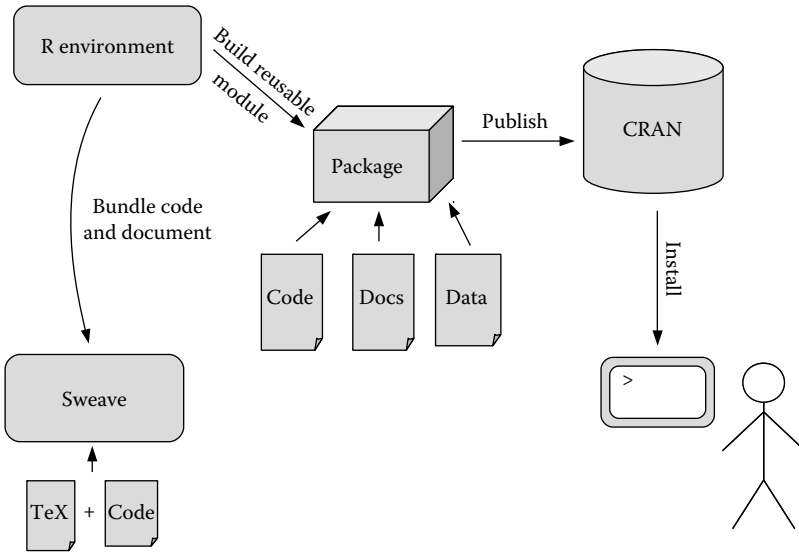 R environment
Build reusable
module
Package
Publish
CRAN
Bundle code
and document
Code
Docs
Data
Install
Sweave
>
TeX + Code